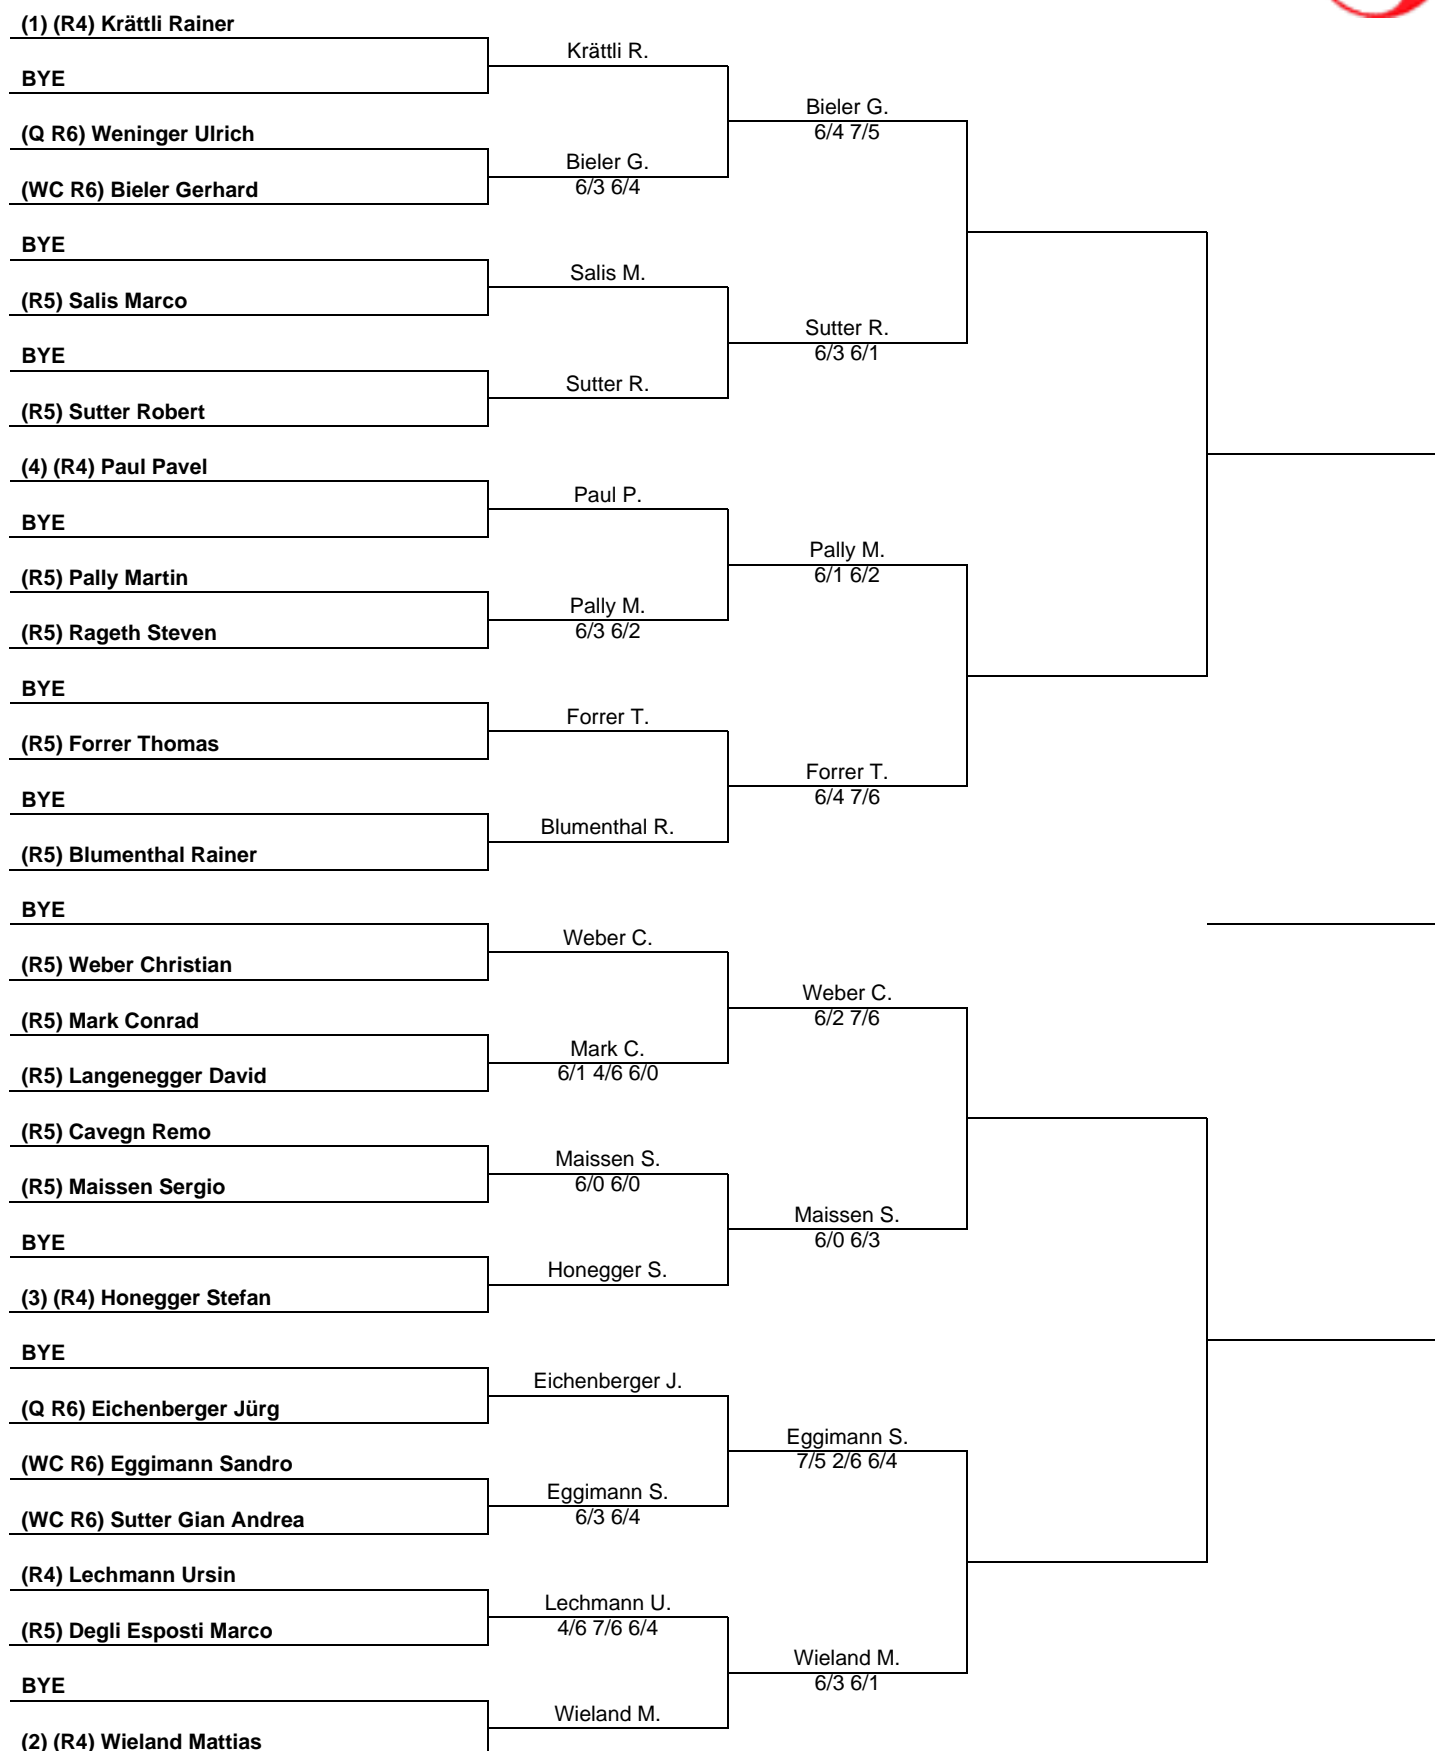 (1) (R4) Krättli Rainer
BYE
(Q R6) Weninger Ulrich
(WC R6) Bieler Gerhard
BYE
(R5) Salis Marco
BYE
(R5) Sutter Robert
(4) (R4) Paul Pavel
BYE
(R5) Pally Martin
(R5) Rageth Steven
BYE
(R5) Forrer Thomas
BYE
(R5) Blumenthal Rainer
BYE
(R5) Weber Christian
(R5) Mark Conrad
(R5) Langenegger David
(R5) Cavegn Remo
(R5) Maissen Sergio
BYE
(3) (R4) Honegger Stefan
BYE
(Q R6) Eichenberger Jürg
(WC R6) Eggimann Sandro
(WC R6) Sutter Gian Andrea
(R4) Lechmann Ursin
(R5) Degli Esposti Marco
BYE
(2) (R4) Wieland Mattias
Krättli R.
Bieler G.
6/3 6/4
Salis M.
Sutter R.
Paul P.
Pally M.
6/3 6/2
Forrer T.
Blumenthal R.
Weber C.
Mark C.
6/1 4/6 6/0
Maissen S.
6/0 6/0
Honegger S.
Eichenberger J.
Eggimann S.
6/3 6/4
Lechmann U.
4/6 7/6 6/4
Wieland M.
Bieler G.
6/4 7/5
Sutter R.
6/3 6/1
Pally M.
6/1 6/2
Forrer T.
6/4 7/6
Weber C.
6/2 7/6
Maissen S.
6/0 6/3
Eggimann S.
7/5 2/6 6/4
Wieland M.
6/3 6/1